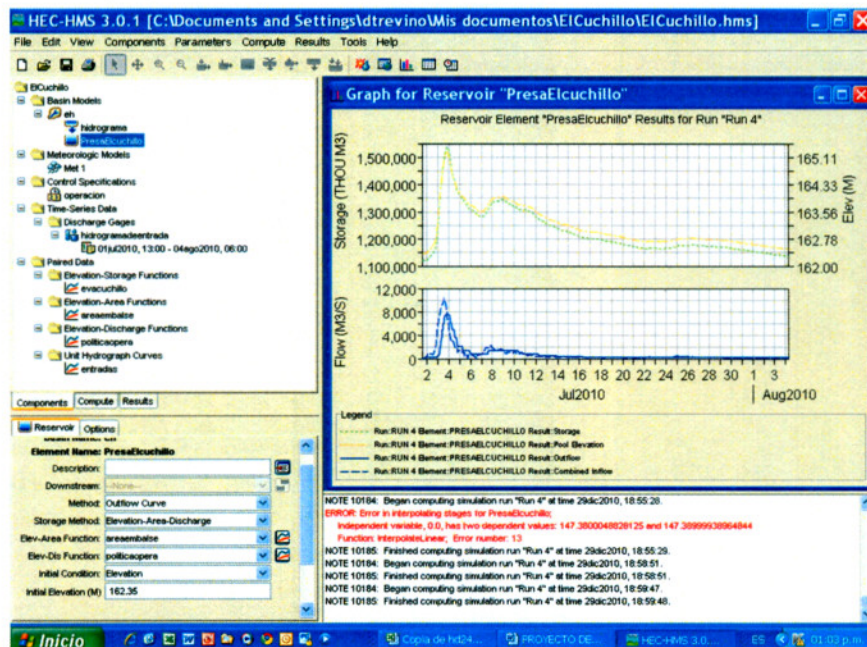 HEC-HMS 3.0.1 [C:\Documents and Settings\dtrevino\Mis documentos\ElCuchillo\ElCuchillo.hms]
File Edit View Components Parameters Compute Results Tools Help
ElCuchillo
Basin Models
eh
hidrograma
PresaElcuchillo
Meteorologic Models
Met 1
Control Specifications
operacion
Time-Series Data
Discharge Gages
hidrogramadeentrada
01jul2010, 13:00 - 04ago2010, 06:00
Paired Data
Elevation-Storage Functions
evacuchillo
Elevation-Area Functions
areaembalse
Elevation-Discharge Functions
politicaopera
Unit Hydrograph Curves
entradas
Components Compute Results
Reservoir Options
Element Name: PresaElcuchillo
Description:
Downstream: --None--
Method: Outflow Curve
Storage Method: Elevation-Area-Discharge
Elev-Area Function: areaembalse
Elev-Dis Function: politicaopera
Initial Condition: Elevation
Initial Elevation (M) 162.35
Graph for Reservoir "PresaElcuchillo"
Reservoir Element "PresaElcuchillo" Results for Run "Run 4"
Storage (THOU M3)
1,500,000
1,400,000
1,300,000
1,200,000
1,100,000
165.11
164.33
163.56
162.78
162.00
Elev (M)
Flow (M3/S)
12,000
8,000
4,000
0
2 4 6 8 10 12 14 16 18 20 22 24 26 28 30 1 3
Jul2010 Aug2010
Legend
Run:RUN 4 Element:PRESAELCUCHILLO Result:Storage
Run:RUN 4 Element:PRESAELCUCHILLO Result:Pool Elevation
Run:RUN 4 Element:PRESAELCUCHILLO Result:Outflow
Run:RUN 4 Element:PRESAELCUCHILLO Result:Combined Inflow
NOTE 10184: Began computing simulation run "Run 4" at time 29dic2010, 18:55:28.
ERROR: Error in interpolating stages for PresaElcuchillo;
Independent variable, 0.0, has two dependent values: 147.3800048828125 and 147.38999938964844
Function: InterpolateLinear; Error number: 13
NOTE 10185: Finished computing simulation run "Run 4" at time 29dic2010, 18:55:29.
NOTE 10184: Began computing simulation run "Run 4" at time 29dic2010, 18:58:51.
NOTE 10185: Finished computing simulation run "Run 4" at time 29dic2010, 18:58:51.
NOTE 10184: Began computing simulation run "Run 4" at time 29dic2010, 18:59:47.
NOTE 10185: Finished computing simulation run "Run 4" at time 29dic2010, 18:59:48.
Inicio
Copia de hd24...
PROYECTO DE...
HEC-HMS 3.0....
ES
01:03 p.m.